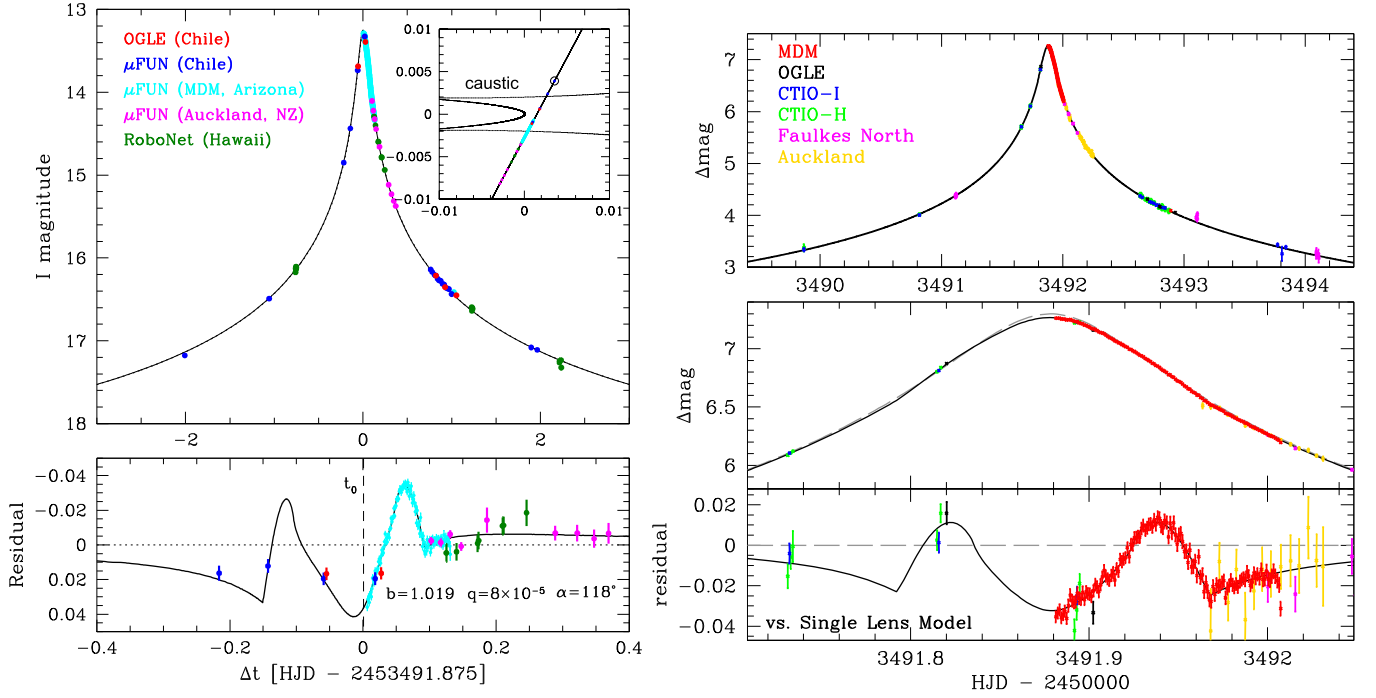 13
14
15
16
17
18
I magnitude
OGLE (Chile)
μFUN (Chile)
μFUN (MDM, Arizona)
μFUN (Auckland, NZ)
RoboNet (Hawaii)
0.01
0.005
0
−0.005
−0.01
caustic
−0.01 0 0.01
−2 0 2
−0.04
−0.02
0
0.02
0.04
Residual
t₀
b=1.019 q=8×10⁻⁵ α=118°
−0.4 −0.2 0 0.2 0.4
Δt [HJD − 2453491.875]
7
6
5
4
3
Δmag
MDM
OGLE
CTIO−I
CTIO−H
Faulkes North
Auckland
3490 3491 3492 3493 3494
7
6.5
6
Δmag
0.02
0
−0.02
−0.04
residual
vs. Single Lens Model
3491.8 3491.9 3492
HJD − 2450000